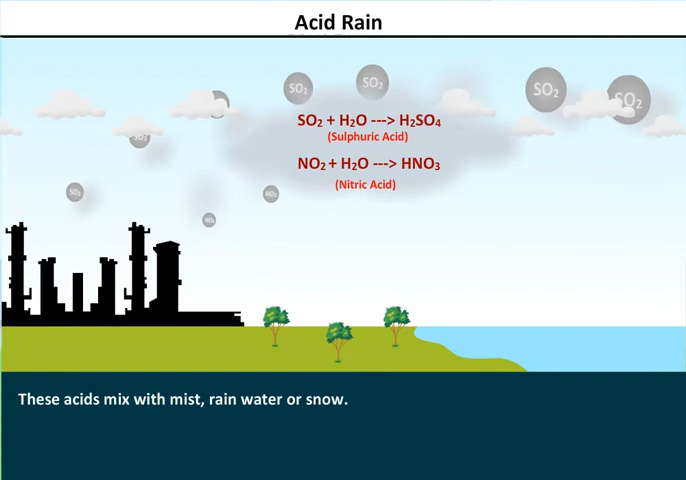 Acid Rain
SO₂
SO₂
SO₂
SO₂
SO₂ + H₂O ---> H₂SO₄
(Sulphuric Acid)
SO₂
NO₂ + H₂O ---> HNO₃
(Nitric Acid)
SO₂
NO₂
NO₂
These acids mix with mist, rain water or snow.